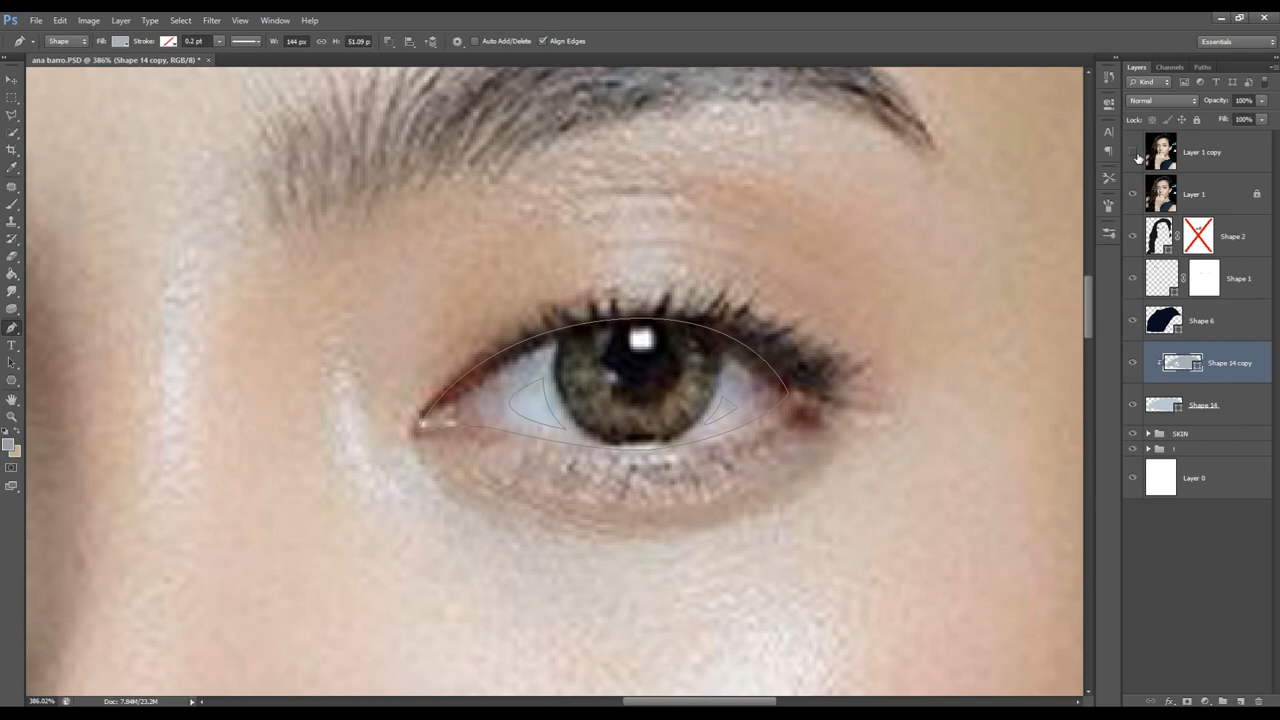 Ps File Edit Image Layer Type Select Filter View Window Help
Shape Fill: Stroke: 0.2 pt W: 144 px H: 51.09 p Auto Add/Delete Align Edges Essentials
ana barro.PSD @ 386% (Shape 14 copy, RGB/8) * ×
Layers Channels Paths
Kind
Normal Opacity: 100%
Lock: Fill: 100%
Layer 1 copy
Layer 1
Shape 2
Shape 1
Shape 6
Shape 14 copy
Shape 14
SKIN
!
Layer 0
386.02% Doc: 7.84M/23.2M